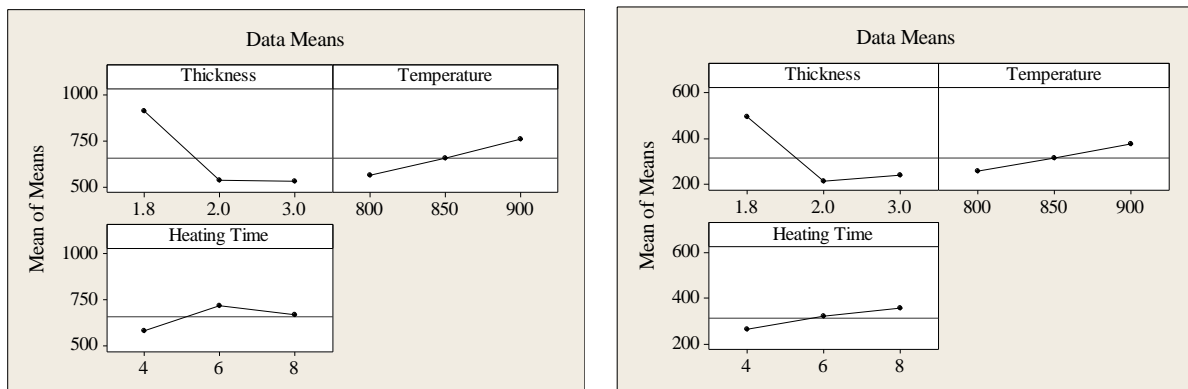 Data Means
Thickness Temperature
1000
750
500
1.8 2.0 3.0 800 850 900
Heating Time
1000
750
500
4 6 8
Mean of Means
Data Means
Thickness Temperature
600
400
200
1.8 2.0 3.0 800 850 900
Heating Time
600
400
200
4 6 8
Mean of Means